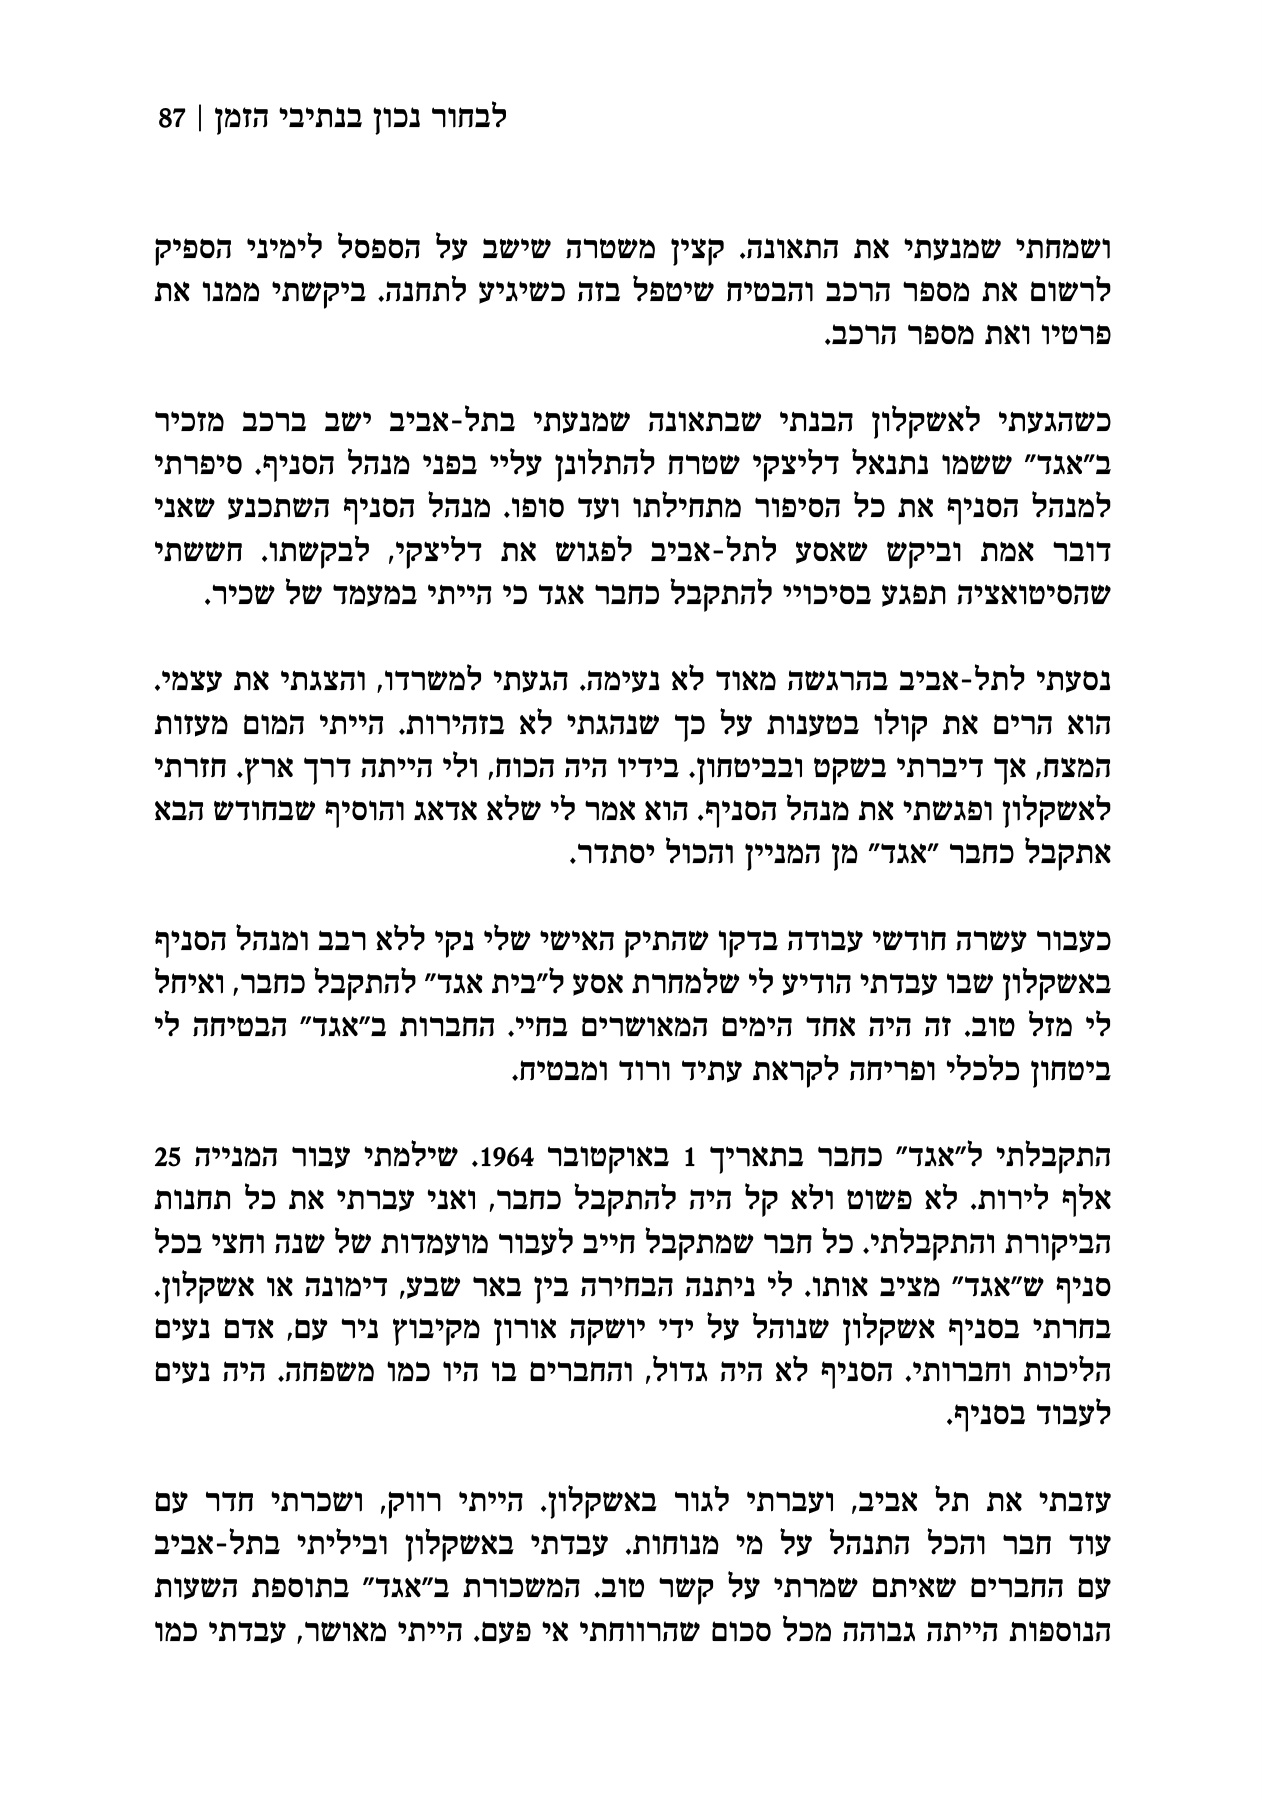 לבחור נכון בנתיבי הזמן | 87
ושמחתי שמנעתי את התאונה. קצין משטרה שישב על הספסל לימיני הספיק
לרשום את מספר הרכב והבטיח שיטפל בזה כשיגיע לתחנה. ביקשתי ממנו את
פרטיו ואת מספר הרכב.
כשהגעתי לאשקלון הבנתי שבתאונה שמנעתי בתל-אביב ישב ברכב מזכיר
ב"אגד" ששמו נתנאל דליצקי שטרח להתלונן עליי בפני מנהל הסניף. סיפרתי
למנהל הסניף את כל הסיפור מתחילתו ועד סופו. מנהל הסניף השתכנע שאני
דובר אמת וביקש שאסע לתל-אביב לפגוש את דליצקי, לבקשתו. חששתי
שהסיטואציה תפגע בסיכויי להתקבל כחבר אגד כי הייתי במעמד של שכיר.
נסעתי לתל-אביב בהרגשה מאוד לא נעימה. הגעתי למשרדו, והצגתי את עצמי.
הוא הרים את קולו בטענות על כך שנהגתי לא בזהירות. הייתי המום מעזות
המצח, אך דיברתי בשקט ובביטחון. בידיו היה הכוח, ולי הייתה דרך ארץ. חזרתי
לאשקלון ופגשתי את מנהל הסניף. הוא אמר לי שלא אדאג והוסיף שבחודש הבא
אתקבל כחבר "אגד" מן המניין והכול יסתדר.
כעבור עשרה חודשי עבודה בדקו שהתיק האישי שלי נקי ללא רבב ומנהל הסניף
באשקלון שבו עבדתי הודיע לי שלמחרת אסע ל"בית אגד" להתקבל כחבר, ואיחל
לי מזל טוב. זה היה אחד הימים המאושרים בחיי. החברות ב"אגד" הבטיחה לי
ביטחון כלכלי ופריחה לקראת עתיד ורוד ומבטיח.
התקבלתי ל"אגד" כחבר בתאריך 1 באוקטובר 1964. שילמתי עבור המנייה 25
אלף לירות. לא פשוט ולא קל היה להתקבל כחבר, ואני עברתי את כל תחנות
הביקורת והתקבלתי. כל חבר שמתקבל חייב לעבור מועמדות של שנה וחצי בכל
סניף ש"אגד" מציב אותו. לי ניתנה הבחירה בין באר שבע, דימונה או אשקלון.
בחרתי בסניף אשקלון שנוהל על ידי יושקה אורון מקיבוץ ניר עם, אדם נעים
הליכות וחברותי. הסניף לא היה גדול, והחברים בו היו כמו משפחה. היה נעים
לעבוד בסניף.
עזבתי את תל אביב, ועברתי לגור באשקלון. הייתי רווק, ושכרתי חדר עם
עוד חבר והכל התנהל על מי מנוחות. עבדתי באשקלון וביליתי בתל-אביב
עם החברים שאיתם שמרתי על קשר טוב. המשכורת ב"אגד" בתוספת השעות
הנוספות הייתה גבוהה מכל סכום שהרווחתי אי פעם. הייתי מאושר, עבדתי כמו